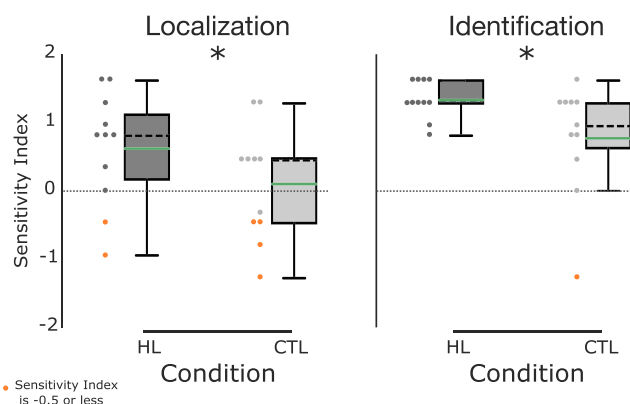 Localization
Identification
*
*
Sensitivity Index
2
1
0
-1
-2
HL
CTL
HL
CTL
Condition
Condition
Sensitivity Index
is -0.5 or less